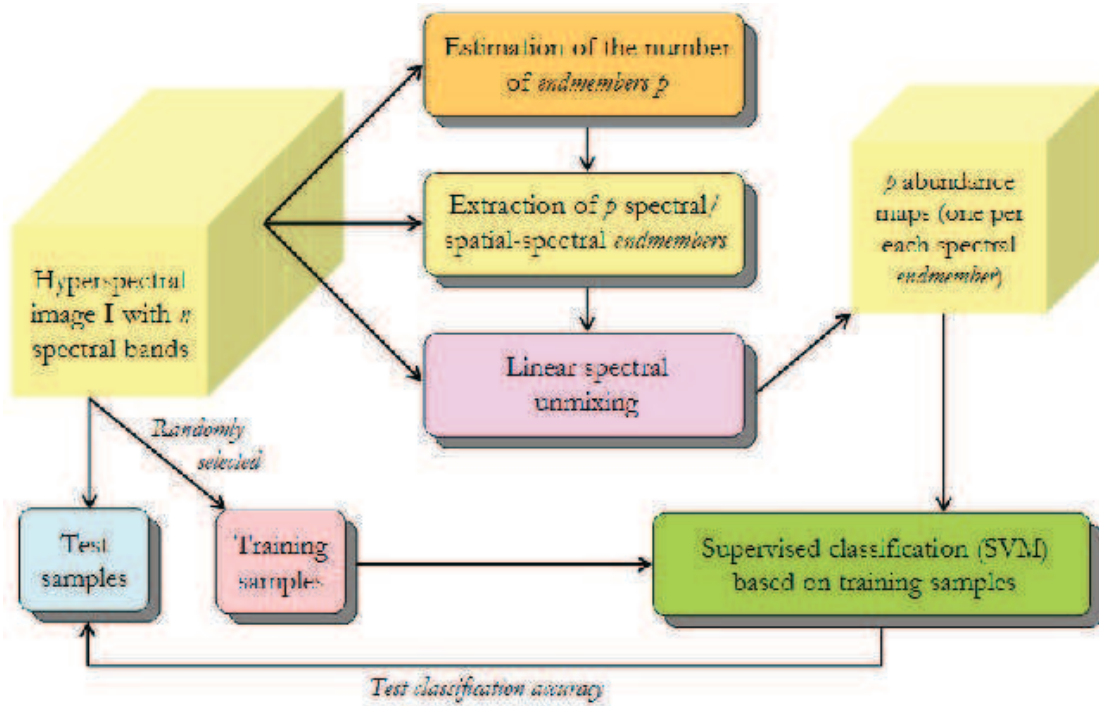 Estimation of the number
of endmembers p
Extraction of p spectral/
spatial-spectral endmembers
Linear spectral
unmixing
p abundance
maps (one per
each spectral
endmember)
Hyperspectral
image I with n
spectral bands
Randomly
selected
Test
samples
Training
samples
Supervised classification (SVM)
based on training samples
Test classification accuracy